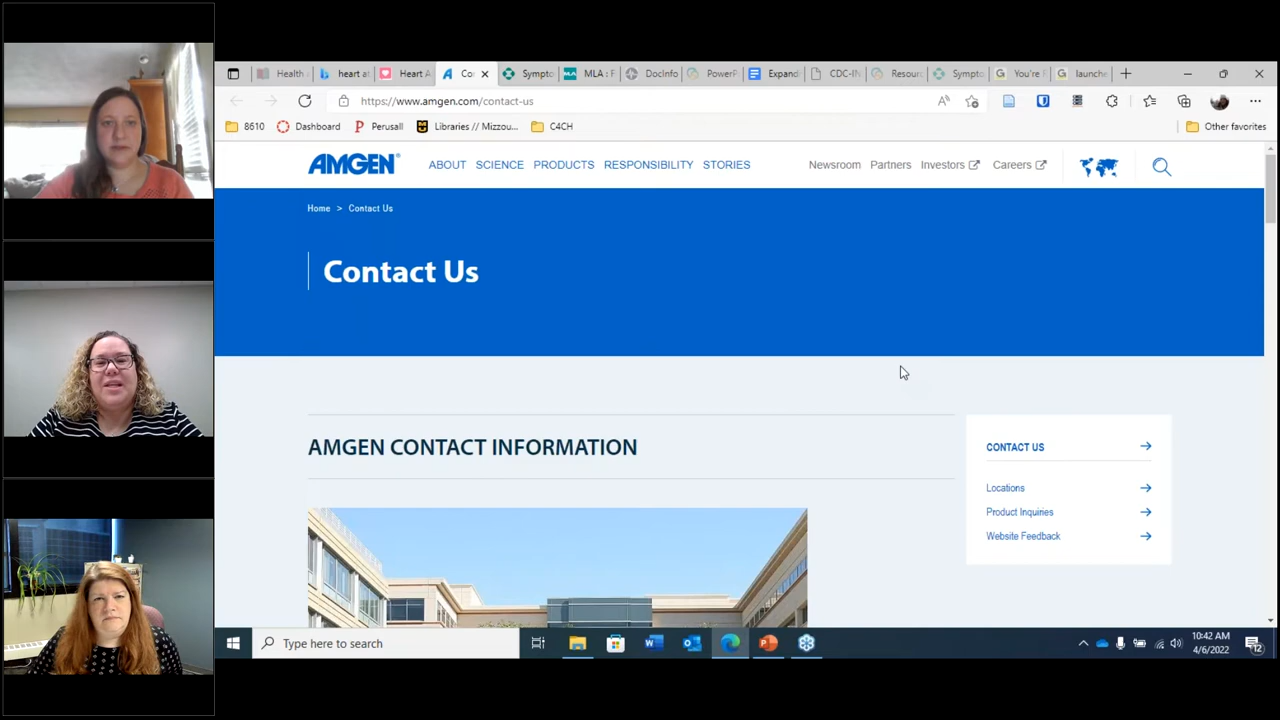 Health
heart at
Heart A
Co
Sympto
MLA : F
DocInfo
PowerP
Expand
CDC-IN
Resourc
Sympto
You're
launche
https://www.amgen.com/contact-us
8610
Dashboard
Perusall
Libraries // Mizzou...
C4CH
Other favorites
AMGEN
ABOUT SCIENCE PRODUCTS RESPONSIBILITY STORIES
Newsroom Partners Investors Careers
Home > Contact Us
Contact Us
AMGEN CONTACT INFORMATION
CONTACT US
Locations
Product Inquiries
Website Feedback
Type here to search
10:42 AM
4/6/2022
12